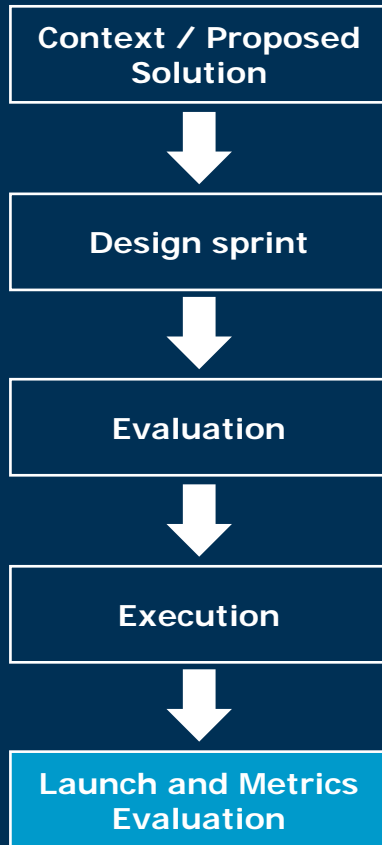 Context / Proposed
Solution
Design sprint
Evaluation
Execution
Launch and Metrics
Evaluation